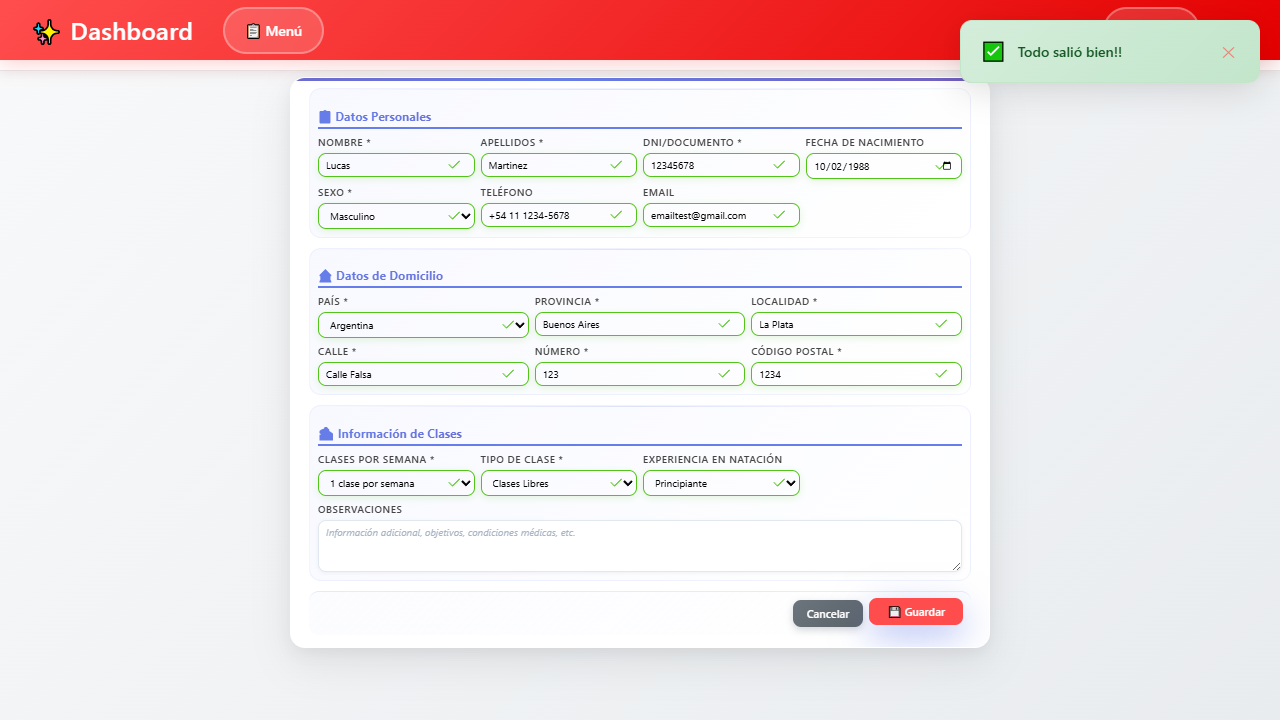 Dashboard
Menú
Todo salió bien!!
Datos Personales
NOMBRE * APELLIDOS * DNI/DOCUMENTO * FECHA DE NACIMIENTO
Lucas Martinez 12345678 10/02/1988
SEXO * TELÉFONO EMAIL
Masculino +54 11 1234-5678 emailtest@gmail.com
Datos de Domicilio
PAÍS * PROVINCIA * LOCALIDAD *
Argentina Buenos Aires La Plata
CALLE * NÚMERO * CÓDIGO POSTAL *
Calle Falsa 123 1234
Información de Clases
CLASES POR SEMANA * TIPO DE CLASE * EXPERIENCIA EN NATACIÓN
1 clase por semana Clases Libres Principiante
OBSERVACIONES
Información adicional, objetivos, condiciones médicas, etc.
Cancelar Guardar